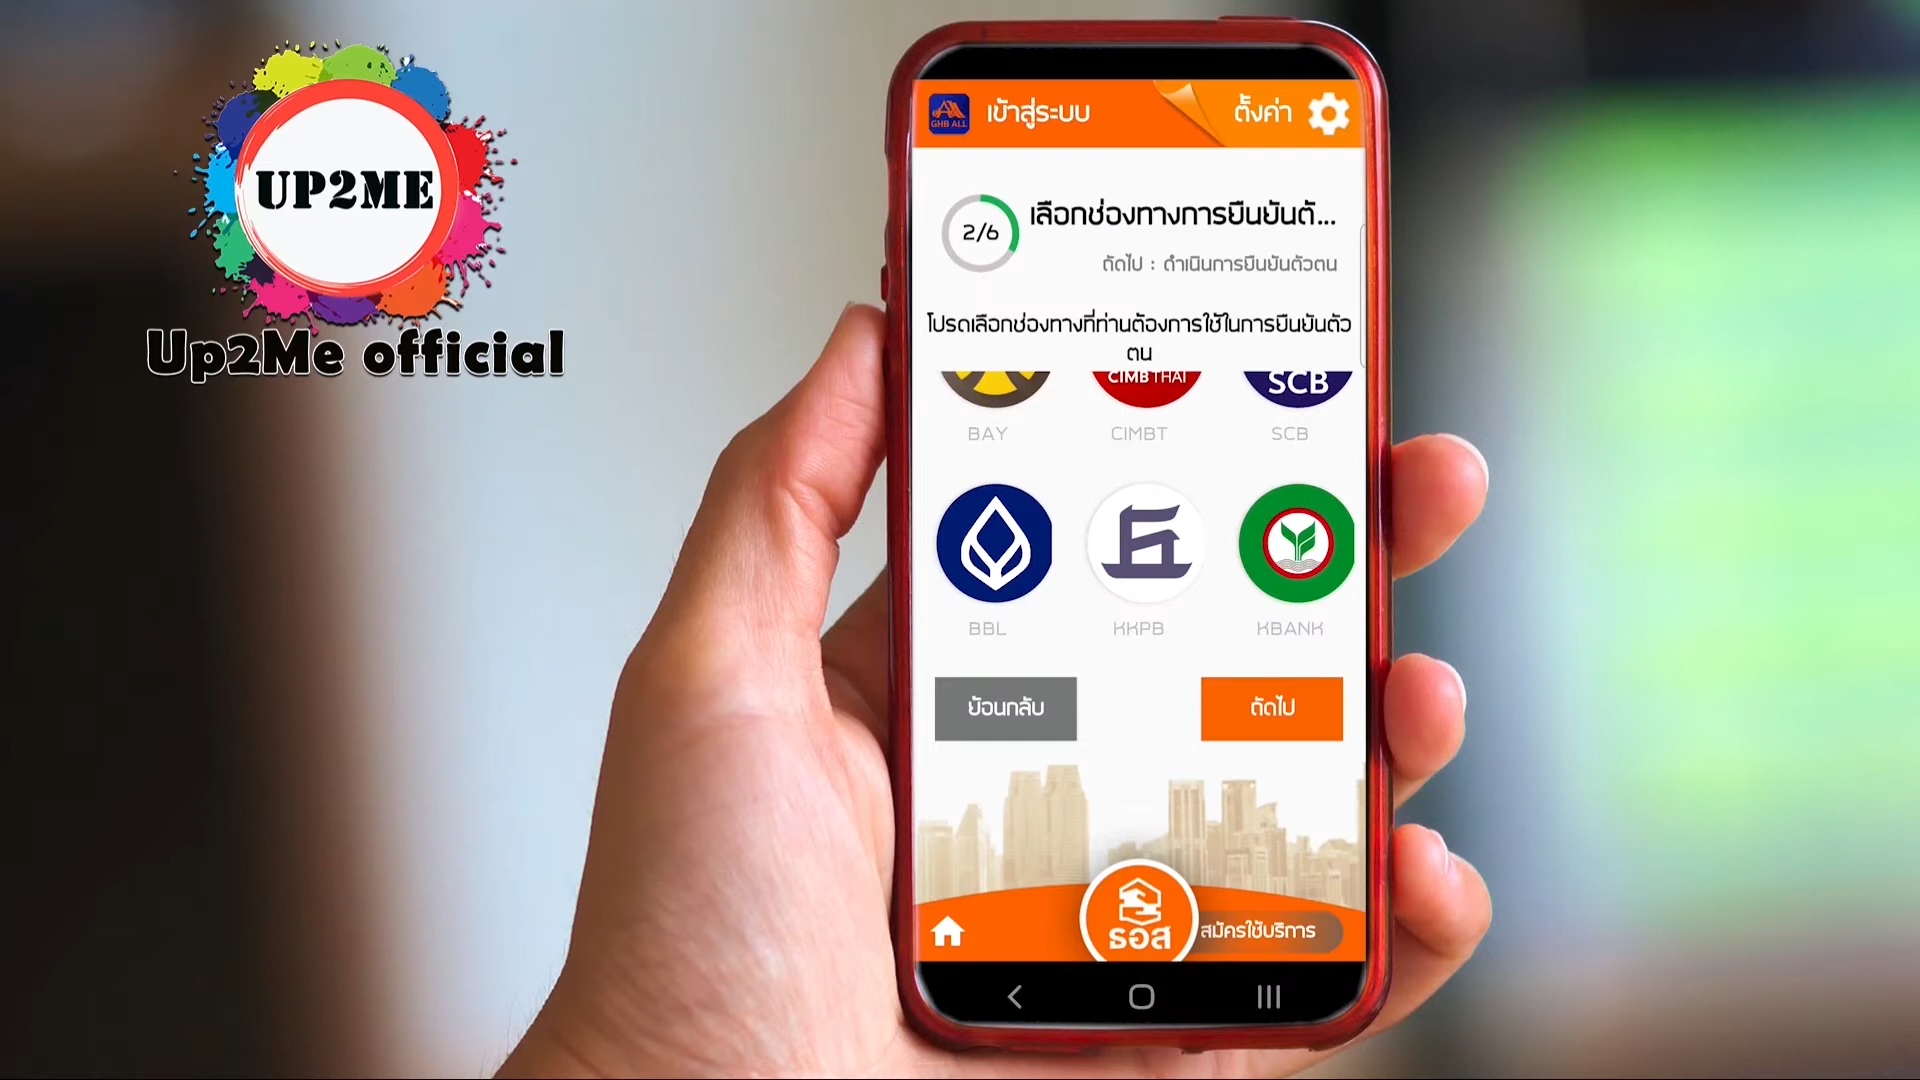 UP2ME
Up2Me official
GHB ALL
เข้าสู่ระบบ
ตั้งค่า
2/6
เลือกช่องทางการยืนยันตั...
ถัดไป : ดำเนินการยืนยันตัวตน
โปรดเลือกช่องทางที่ท่านต้องการใช้ในการยืนยันตัว
ตน
CIMB THAI
SCB
BAY
CIMBT
SCB
BBL
KKPB
KBANK
ย้อนกลับ
ถัดไป
ธอส
สมัครใช้บริการ